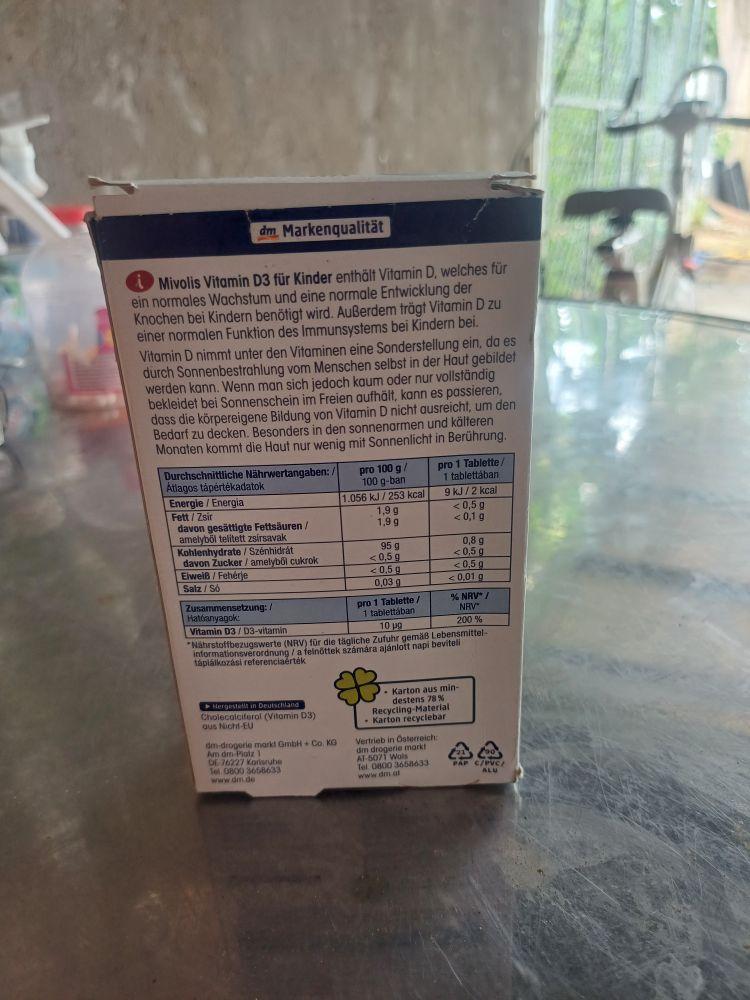 dm Markenqualität
i Mivolis Vitamin D3 für Kinder enthält Vitamin D, welches für
ein normales Wachstum und eine normale Entwicklung der
Knochen bei Kindern benötigt wird. Außerdem trägt Vitamin D zu
einer normalen Funktion des Immunsystems bei Kindern bei.
Vitamin D nimmt unter den Vitaminen eine Sonderstellung ein, da es
durch Sonnenbestrahlung vom Menschen selbst in der Haut gebildet
werden kann. Wenn man sich jedoch kaum oder nur vollständig
bekleidet bei Sonnenschein im Freien aufhält, kann es passieren,
dass die körpereigene Bildung von Vitamin D nicht ausreicht, um den
Bedarf zu decken. Besonders in den sonnenarmen und kälteren
Monaten kommt die Haut nur wenig mit Sonnenlicht in Berührung.
Durchschnittliche Nährwertangaben: / pro 100 g / pro 1 Tablette /
Átlagos tápértékadatok 100 g-ban 1 tablettában
Energie / Energia 1.056 kJ / 253 kcal 9 kJ / 2 kcal
Fett / Zsír 1,9 g < 0,5 g
davon gesättigte Fettsäuren / 1,9 g < 0,1 g
amelyből telített zsírsavak
Kohlenhydrate / Szénhidrát 95 g 0,8 g
davon Zucker / amelyből cukrok < 0,5 g < 0,5 g
Eiweiß / Fehérje < 0,5 g < 0,5 g
Salz / Só 0,03 g < 0,01 g
Zusammensetzung: / pro 1 Tablette / % NRV* /
Hatóanyagok: 1 tablettában NRV*
Vitamin D3 / D3-vitamin 10 µg 200 %
*Nährstoffbezugswerte (NRV) für die tägliche Zufuhr gemäß Lebensmittel-
informationsverordnung / a felnőttek számára ajánlott napi beviteli
táplálkozási referenciaérték
• Karton aus min-
destens 78 %
Recycling-Material
• Karton recyclebar
Hergestellt in Deutschland
Cholecalciferol (Vitamin D3)
aus Nicht-EU
dm-drogerie markt GmbH + Co. KG
Am dm-Platz 1
DE-76227 Karlsruhe
Tel. 0800 3658633
www.dm.de
Vertrieb in Österreich:
dm drogerie markt
AT-5071 Wals
Tel. 0800 3658633
www.dm.at
21
PAP
90
C/PVC/
ALU